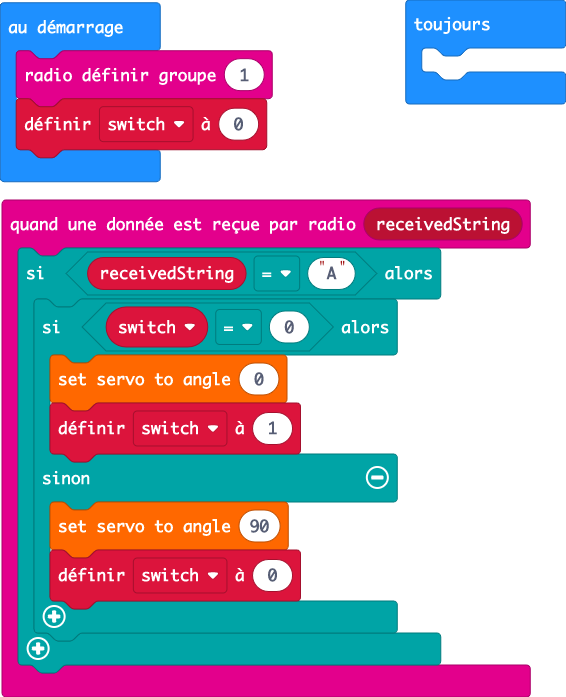 au démarrage
radio définir groupe 1
définir switch à 0
toujours
quand une donnée est reçue par radio receivedString
si receivedString = "A" alors
si switch = 0 alors
set servo to angle 0
définir switch à 1
sinon
set servo to angle 90
définir switch à 0